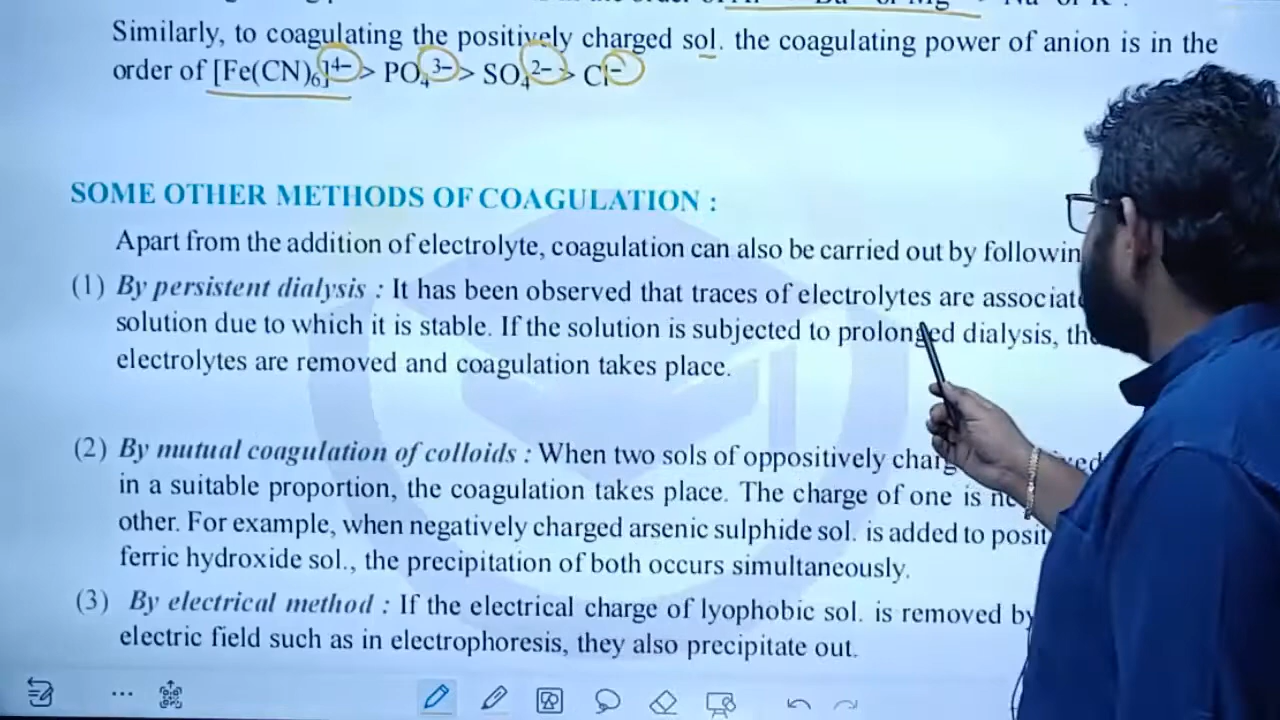 Similarly, to coagulating the positively charged sol. the coagulating power of anion is in the
order of [Fe(CN)₆]⁴⁻ > PO₄³⁻ > SO₄²⁻ > Cl⁻
SOME OTHER METHODS OF COAGULATION :
Apart from the addition of electrolyte, coagulation can also be carried out by
(1) By persistent dialysis : It has been observed that traces of electrolytes are
solution due to which it is stable. If the solution is subjected to prolonged dialysis,
electrolytes are removed and coagulation takes place.
(2) By mutual coagulation of colloids : When two sols of oppositively
in a suitable proportion, the coagulation takes place. The charge of one is
other. For example, when negatively charged arsenic sulphide sol. is added to
ferric hydroxide sol., the precipitation of both occurs simultaneously.
(3) By electrical method : If the electrical charge of lyophobic sol. is removed by
electric field such as in electrophoresis, they also precipitate out.